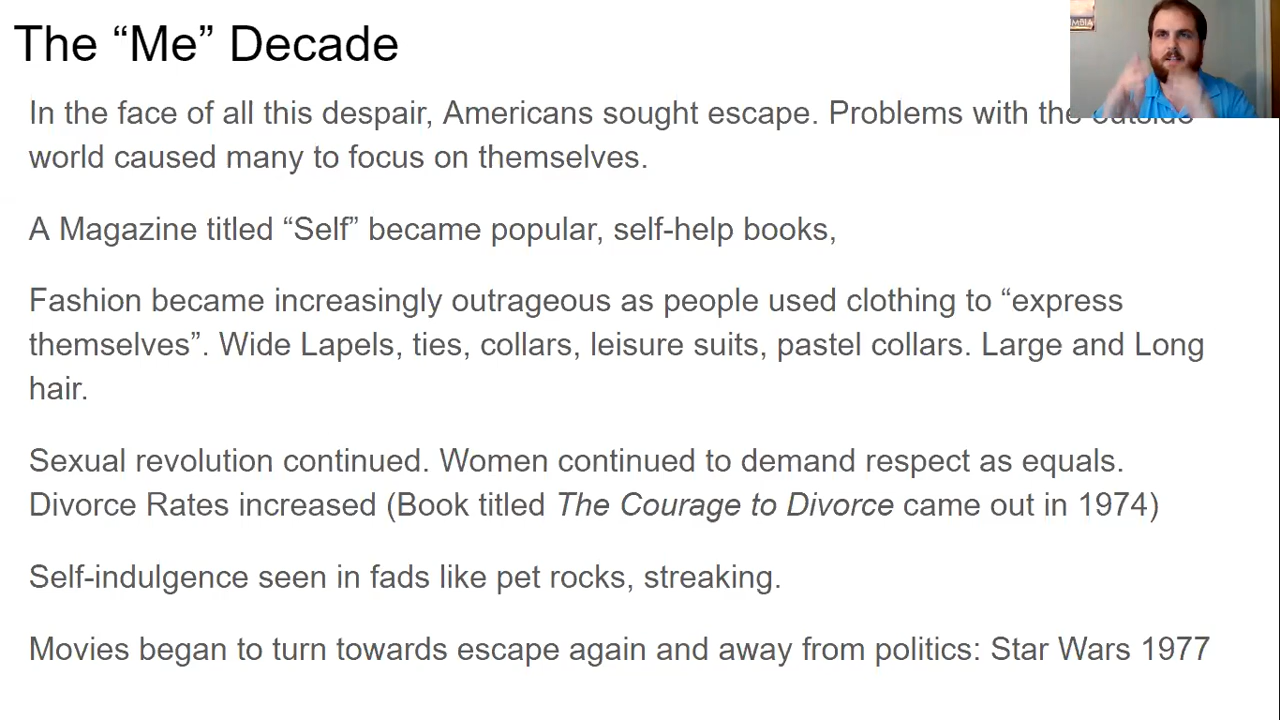 The “Me” Decade
In the face of all this despair, Americans sought escape. Problems with the outside
world caused many to focus on themselves.
A Magazine titled “Self” became popular, self-help books,
Fashion became increasingly outrageous as people used clothing to “express
themselves”. Wide Lapels, ties, collars, leisure suits, pastel collars. Large and Long
hair.
Sexual revolution continued. Women continued to demand respect as equals.
Divorce Rates increased (Book titled The Courage to Divorce came out in 1974)
Self-indulgence seen in fads like pet rocks, streaking.
Movies began to turn towards escape again and away from politics: Star Wars 1977